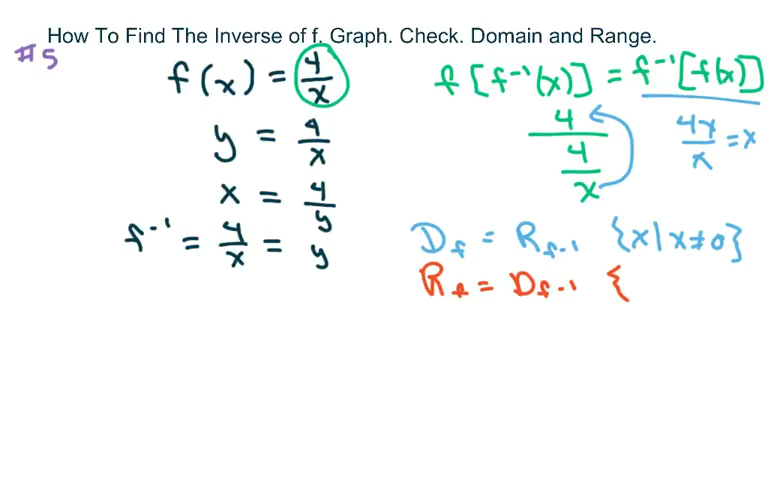 How To Find The Inverse of f. Graph. Check. Domain and Range.
#5
f(x) = 4/x
y = 4/x
x = 4/y
f⁻¹ = 4/x = y
f[f⁻¹(x)] = f⁻¹[f(x)]
4/(4/x)
4x/x = x
D_f = R_f-1 {x|x≠0}
R_f = D_f-1 {